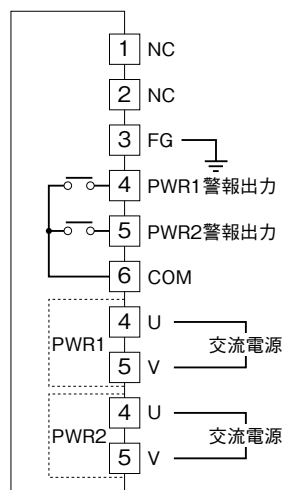 1 NC
2 NC
3 FG
4 PWR1警報出力
5 PWR2警報出力
6 COM
PWR1
4 U
交流電源
5 V
PWR2
4 U
交流電源
5 V